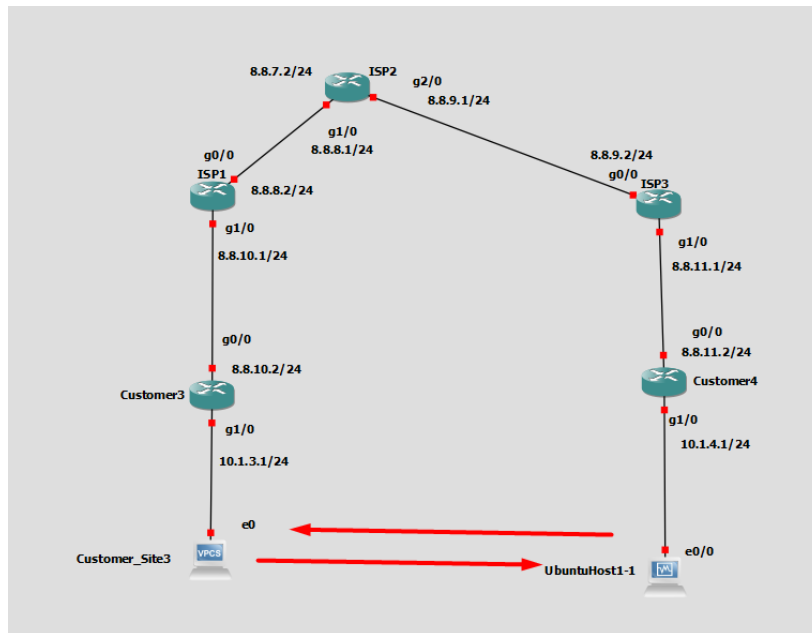 8.8.7.2/24
ISP2
g2/0
8.8.9.1/24
g1/0
8.8.8.1/24
g0/0
ISP1
8.8.8.2/24
g1/0
8.8.10.1/24
8.8.9.2/24
g0/0
ISP3
g1/0
8.8.11.1/24
g0/0
8.8.10.2/24
Customer3
g1/0
10.1.3.1/24
g0/0
8.8.11.2/24
Customer4
g1/0
10.1.4.1/24
e0
Customer_Site3
VPCS
UbuntuHost1-1
e0/0